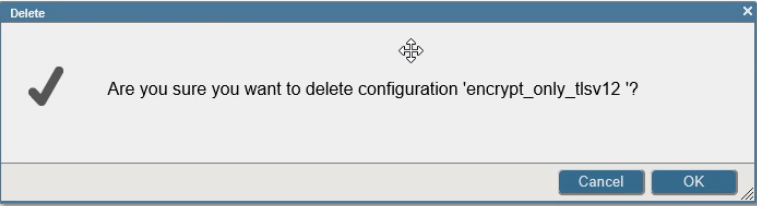 Delete
Are you sure you want to delete configuration 'encrypt_only_tlsv12 '?
Cancel
OK